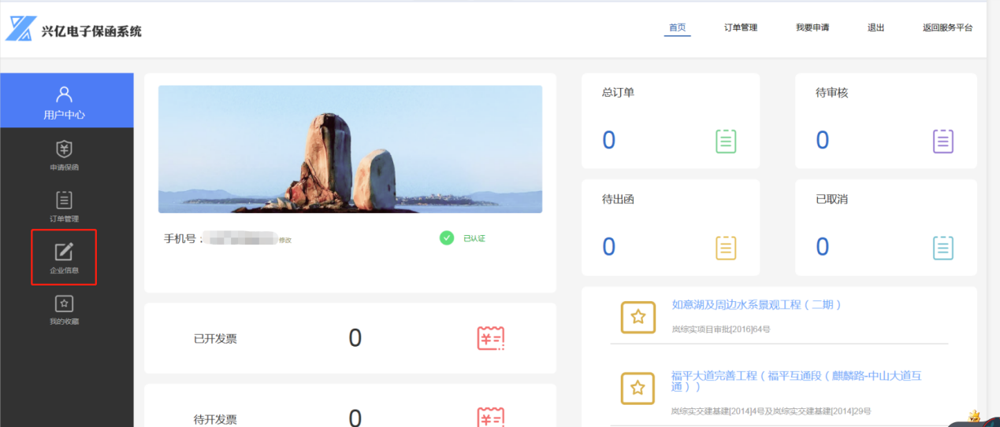 兴亿电子保函系统
首页
订单管理
我要申请
退出
返回服务平台
用户中心
申请保函
订单管理
企业信息
我的收藏
手机号：
修改
已认证
已开发票
0
待开发票
0
总订单
0
待审核
0
待出函
0
已取消
0
如意湖及周边水系景观工程（二期）
岚综实项目审批[2016]64号
福平大道完善工程（福平互通段（麒麟路-中山大道互
通））
岚综实交建基建[2014]4号及岚综实交建基建[2014]29号